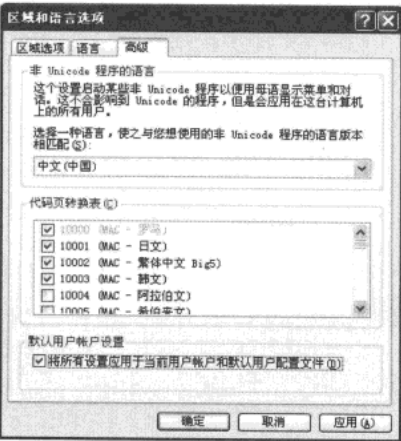 区域和语言选项
区域选项 语言 高级
非 Unicode 程序的语言
这个设置启动某些非 Unicode 程序以便用母语显示菜单和对
话。这不会影响到 Unicode 的程序，但是会应用在这台计算机
上的所有用户。
选择一种语言，使之与您想使用的非 Unicode 程序的语言版本
相匹配(S):
中文(中国)
代码页转换表(C)
10000 (MAC - 罗马)
10001 (MAC - 日文)
10002 (MAC - 繁体中文 Big5)
10003 (MAC - 韩文)
10004 (MAC - 阿拉伯文)
10005 (MAC - 希伯来文)
默认用户帐户设置
将所有设置应用于当前用户帐户和默认用户配置文件(D)
确定 取消 应用(A)